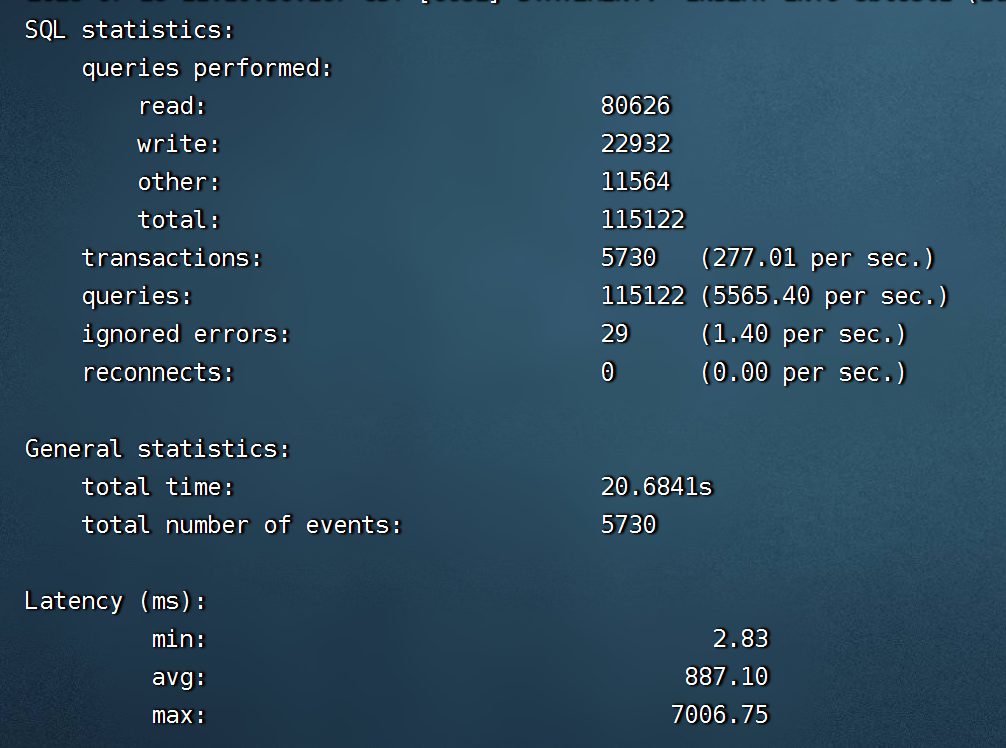 SQL statistics:
queries performed:
read: 80626
write: 22932
other: 11564
total: 115122
transactions: 5730 (277.01 per sec.)
queries: 115122 (5565.40 per sec.)
ignored errors: 29 (1.40 per sec.)
reconnects: 0 (0.00 per sec.)
General statistics:
total time: 20.6841s
total number of events: 5730
Latency (ms):
min: 2.83
avg: 887.10
max: 7006.75